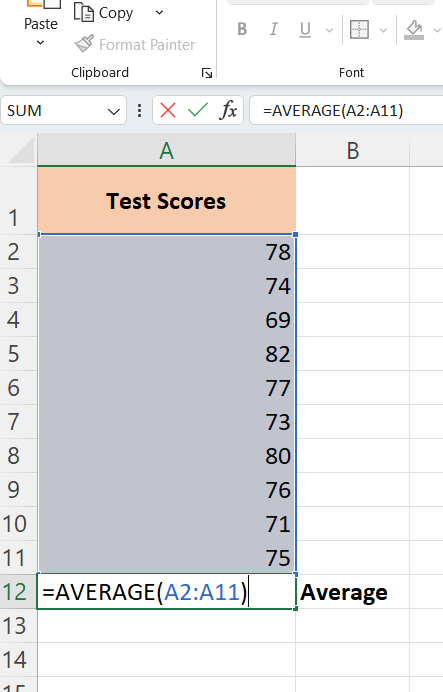 Paste
Copy
Format Painter
Clipboard
B I U
Font
SUM
fx
=AVERAGE(A2:A11)
A B
1 Test Scores
2 78
3 74
4 69
5 82
6 77
7 73
8 80
9 76
10 71
11 75
12 =AVERAGE(A2:A11) Average
13
14
15